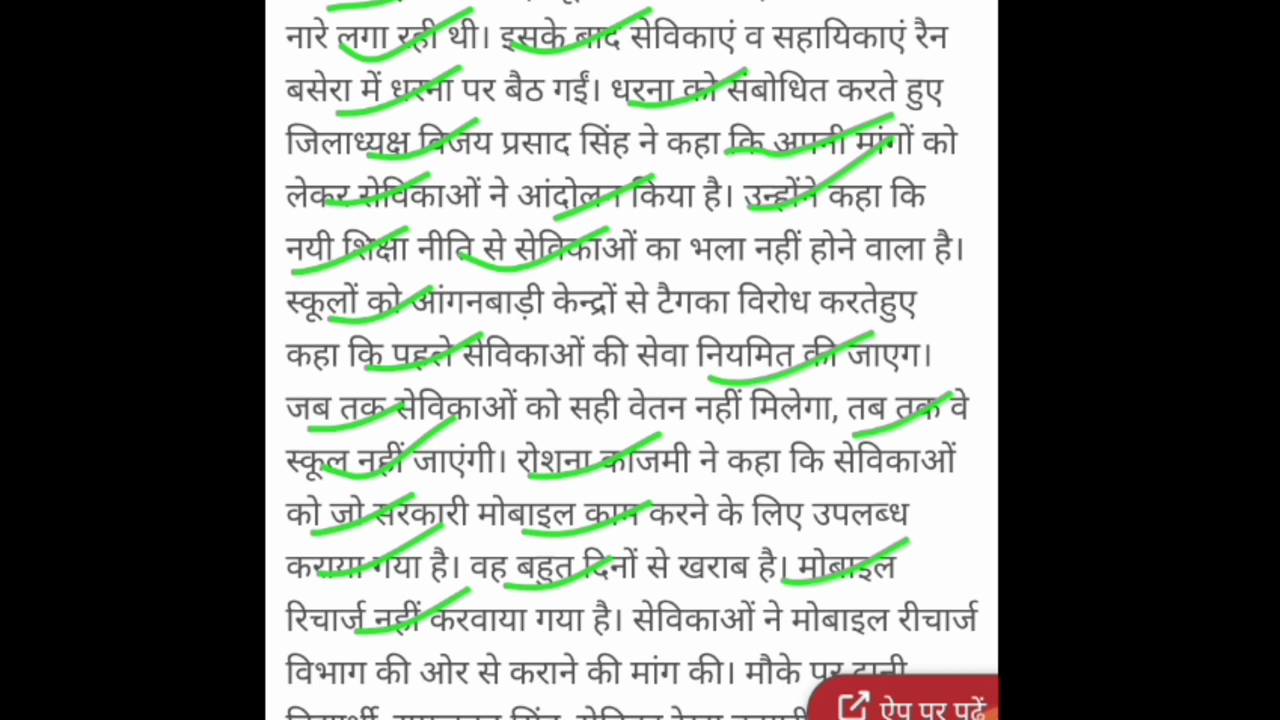 नारे लगा रही थी। इसके बाद सेविकाएं व सहायिकाएं रैन
बसेरा में धरना पर बैठ गईं। धरना को संबोधित करते हुए
जिलाध्यक्ष विजय प्रसाद सिंह ने कहा कि अपनी मांगों को
लेकर सेविकाओं ने आंदोलन किया है। उन्होंने कहा कि
नयी शिक्षा नीति से सेविकाओं का भला नहीं होने वाला है।
स्कूलों को आंगनबाड़ी केन्द्रों से टैगका विरोध करतेहुए
कहा कि पहले सेविकाओं की सेवा नियमित की जाएग।
जब तक सेविकाओं को सही वेतन नहीं मिलेगा, तब तक वे
स्कूल नहीं जाएंगी। रोशना काजमी ने कहा कि सेविकाओं
को जो सरकारी मोबाइल काम करने के लिए उपलब्ध
कराया गया है। वह बहुत दिनों से खराब है। मोबाइल
रिचार्ज नहीं करवाया गया है। सेविकाओं ने मोबाइल रीचार्ज
विभाग की ओर से कराने की मांग की। मौके पर
ऐप पर पढ़ें